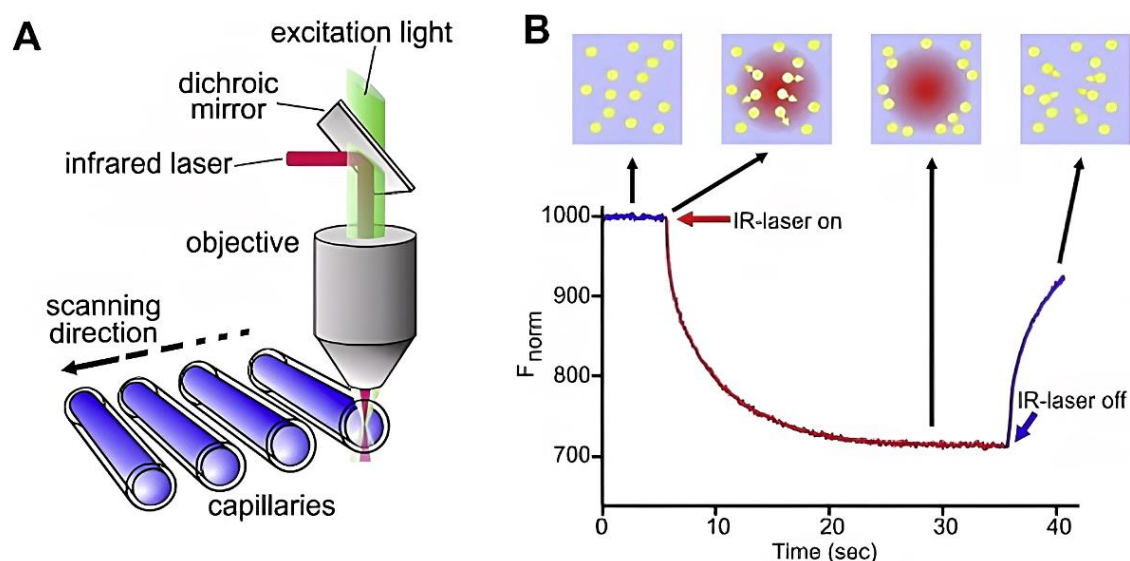 A
excitation light
dichroic
mirror
infrared laser
objective
scanning
direction
capillaries
B
1000
IR-laser on
900
Fnorm
800
IR-laser off
700
0
10
20
30
40
Time (sec)